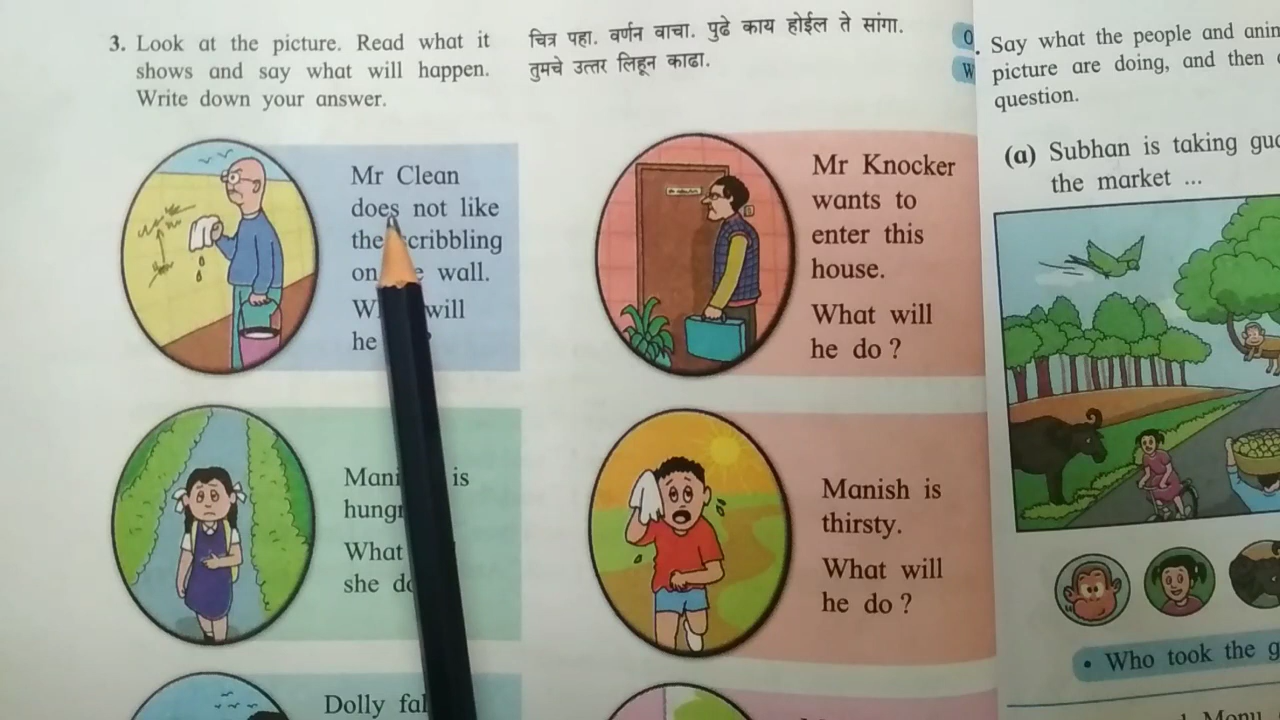 3. Look at the picture. Read what it
shows and say what will happen.
Write down your answer.
चित्र पहा. वर्णन वाचा. पुढे काय होईल ते सांगा.
तुमचे उत्तर लिहून काढा.
Mr Clean
does not like
the cribbling
on wall.
will
he
Mr Knocker
wants to
enter this
house.
What will
he do ?
is
What
she
Manish is
thirsty.
What will
he do ?
Dolly
Say what the people and
picture are doing, and then
question.
(a) Subhan is taking
the market ...
• Who took the